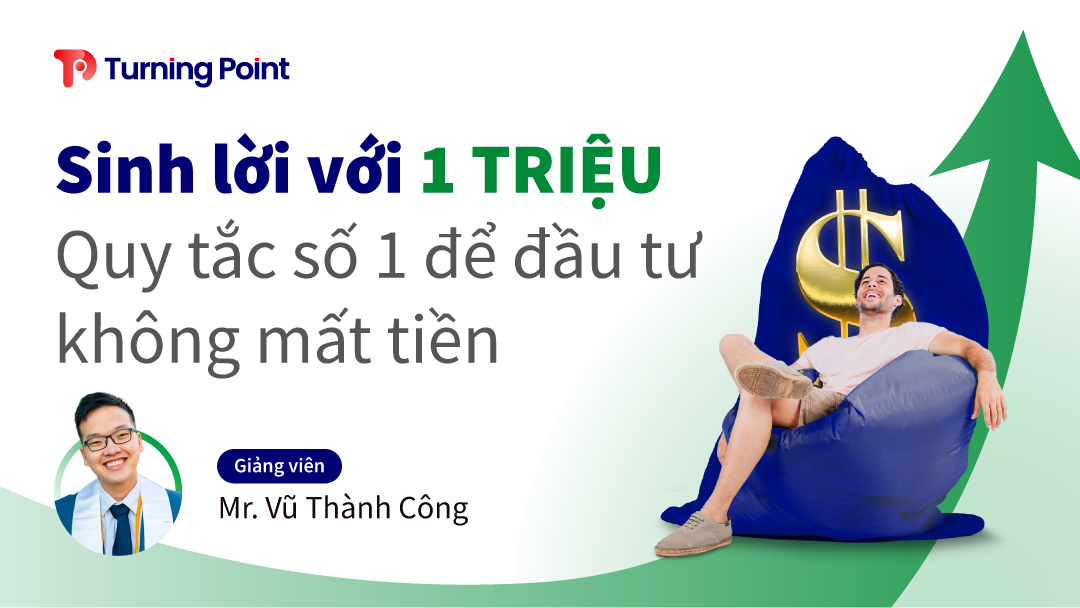 Turning Point
Sinh lời với 1 TRIỆU
Quy tắc số 1 để đầu tư
không mất tiền
Giảng viên
Mr. Vũ Thành Công